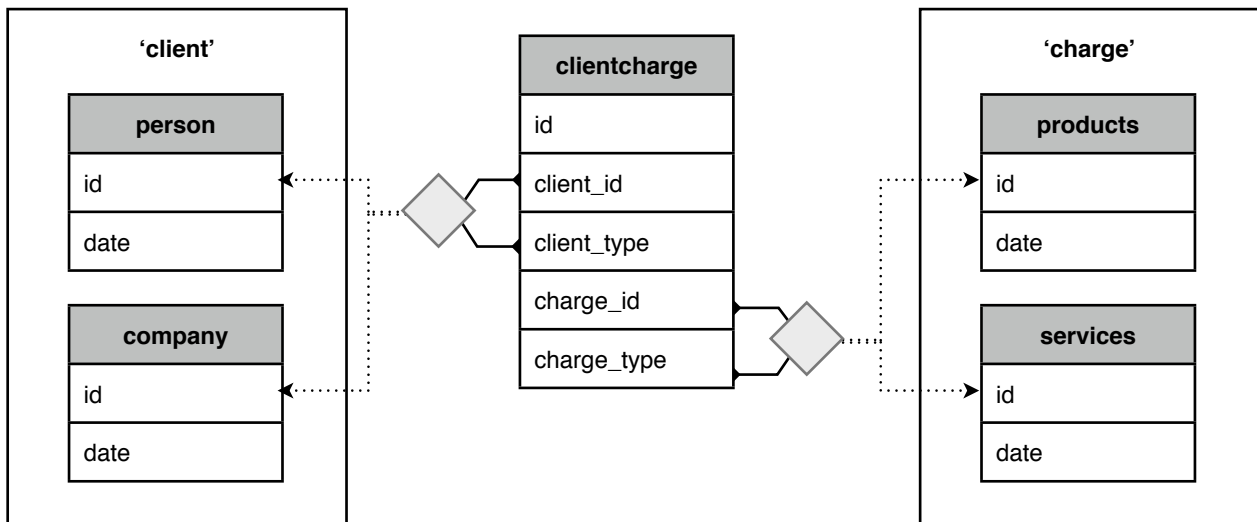 ‘client’
person
id
date
company
id
date
clientcharge
id
client_id
client_type
charge_id
charge_type
‘charge’
products
id
date
services
id
date